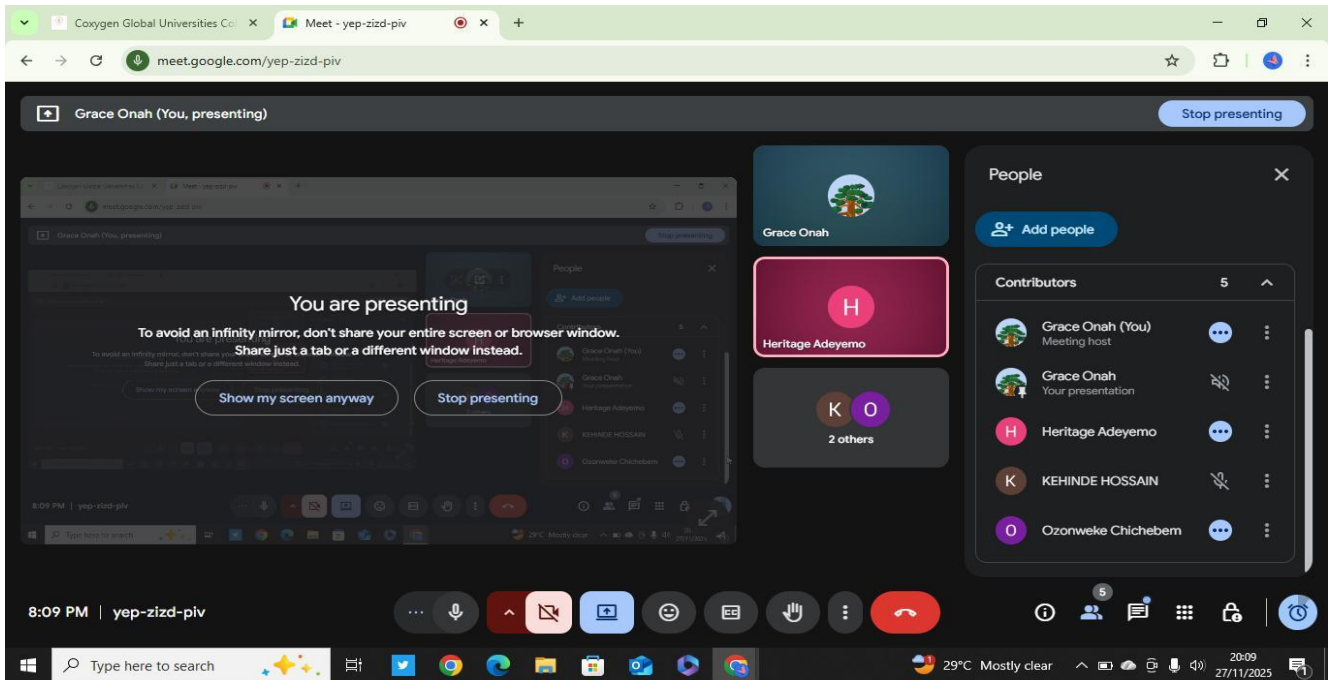 Coxygen Global Universities Co
Meet - yep-zizd-piv
meet.google.com/yep-zizd-piv
Grace Onah (You, presenting)
Stop presenting
You are presenting
To avoid an infinity mirror, don't share your entire screen or browser window.
Share just a tab or a different window instead.
Show my screen anyway
Stop presenting
Grace Onah
H
Heritage Adeyemo
K O
2 others
People
Add people
Contributors 5
Grace Onah (You)
Meeting host
Grace Onah
Your presentation
H Heritage Adeyemo
K KEHINDE HOSSAIN
O Ozonweke Chichebem
8:09 PM | yep-zizd-piv
CC
5
Type here to search
29°C Mostly clear
20:09
27/11/2025
1